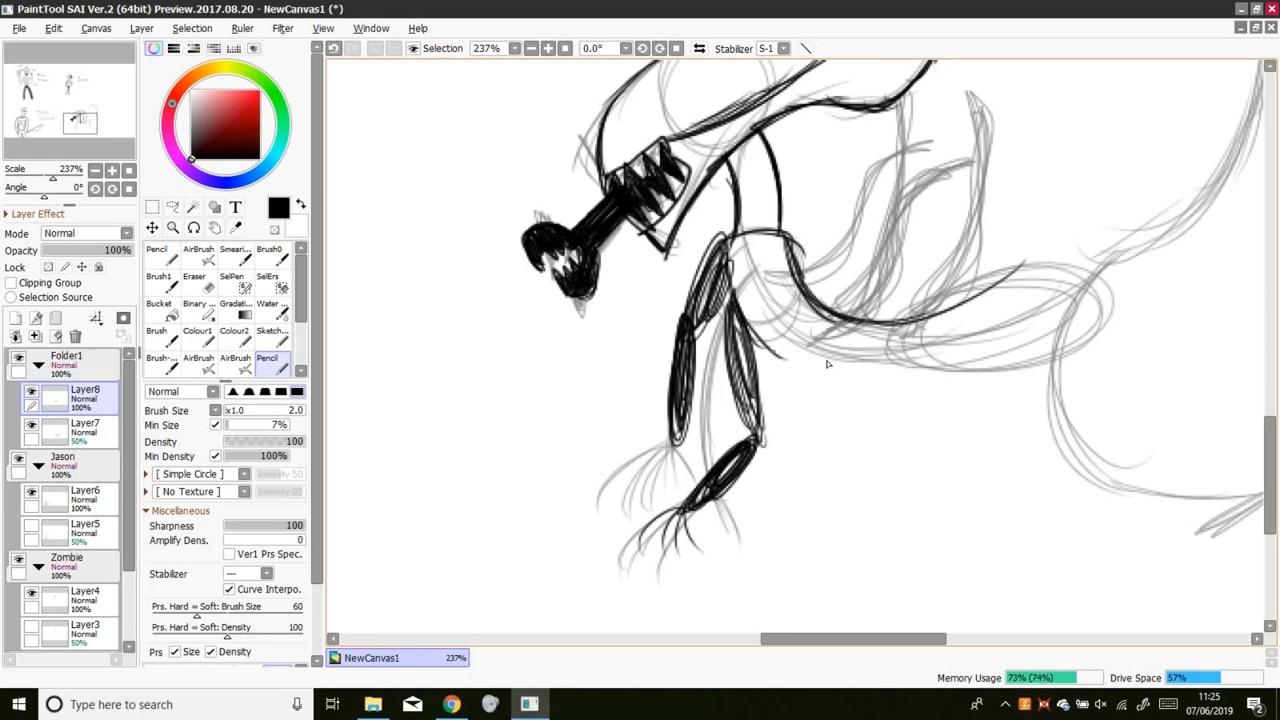 PaintTool SAI Ver.2 (64bit) Preview.2017.08.20 - NewCanvas1 (*)
File Edit Canvas Layer Selection Ruler Filter View Window Help
Selection 237% 0.0° Stabilizer S-1
Scale 237%
Angle 0°
Layer Effect
Mode Normal
Opacity 100%
Lock
Clipping Group
Selection Source
Folder1
Normal
100%
Layer8
Normal
100%
Layer7
Normal
50%
Jason
Normal
100%
Layer6
Normal
100%
Layer5
Normal
50%
Zombie
Normal
100%
Layer4
Normal
100%
Layer3
Normal
50%
T
Pencil AirBrush Smeari... Brush0
Brush1 Eraser SelPen SelErs
Bucket Binary ... Gradati... Water ...
Brush Colour1 Colour2 Sketch...
Brush-... AirBrush AirBrush Pencil
Normal
Brush Size x1.0 2.0
Min Size 7%
Density 100
Min Density 100%
[ Simple Circle ] Intensity 50
[ No Texture ] Intensity 95
Miscellaneous
Sharpness 100
Amplify Dens. 0
Ver1 Prs Spec.
Stabilizer ---
Curve Interpo.
Prs. Hard ⇔ Soft: Brush Size 60
Prs. Hard ⇔ Soft: Density 100
Prs Size Density
NewCanvas1 237%
Memory Usage 73% (74%) Drive Space 57%
Type here to search
11:25
07/06/2019
2